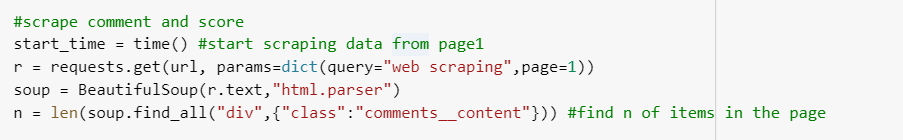 #scrape comment and score
start_time = time() #start scraping data from page1
r = requests.get(url, params=dict(query="web scraping",page=1))
soup = BeautifulSoup(r.text,"html.parser")
n = len(soup.find_all("div",{"class":"comments__content"})) #find n of items in the page